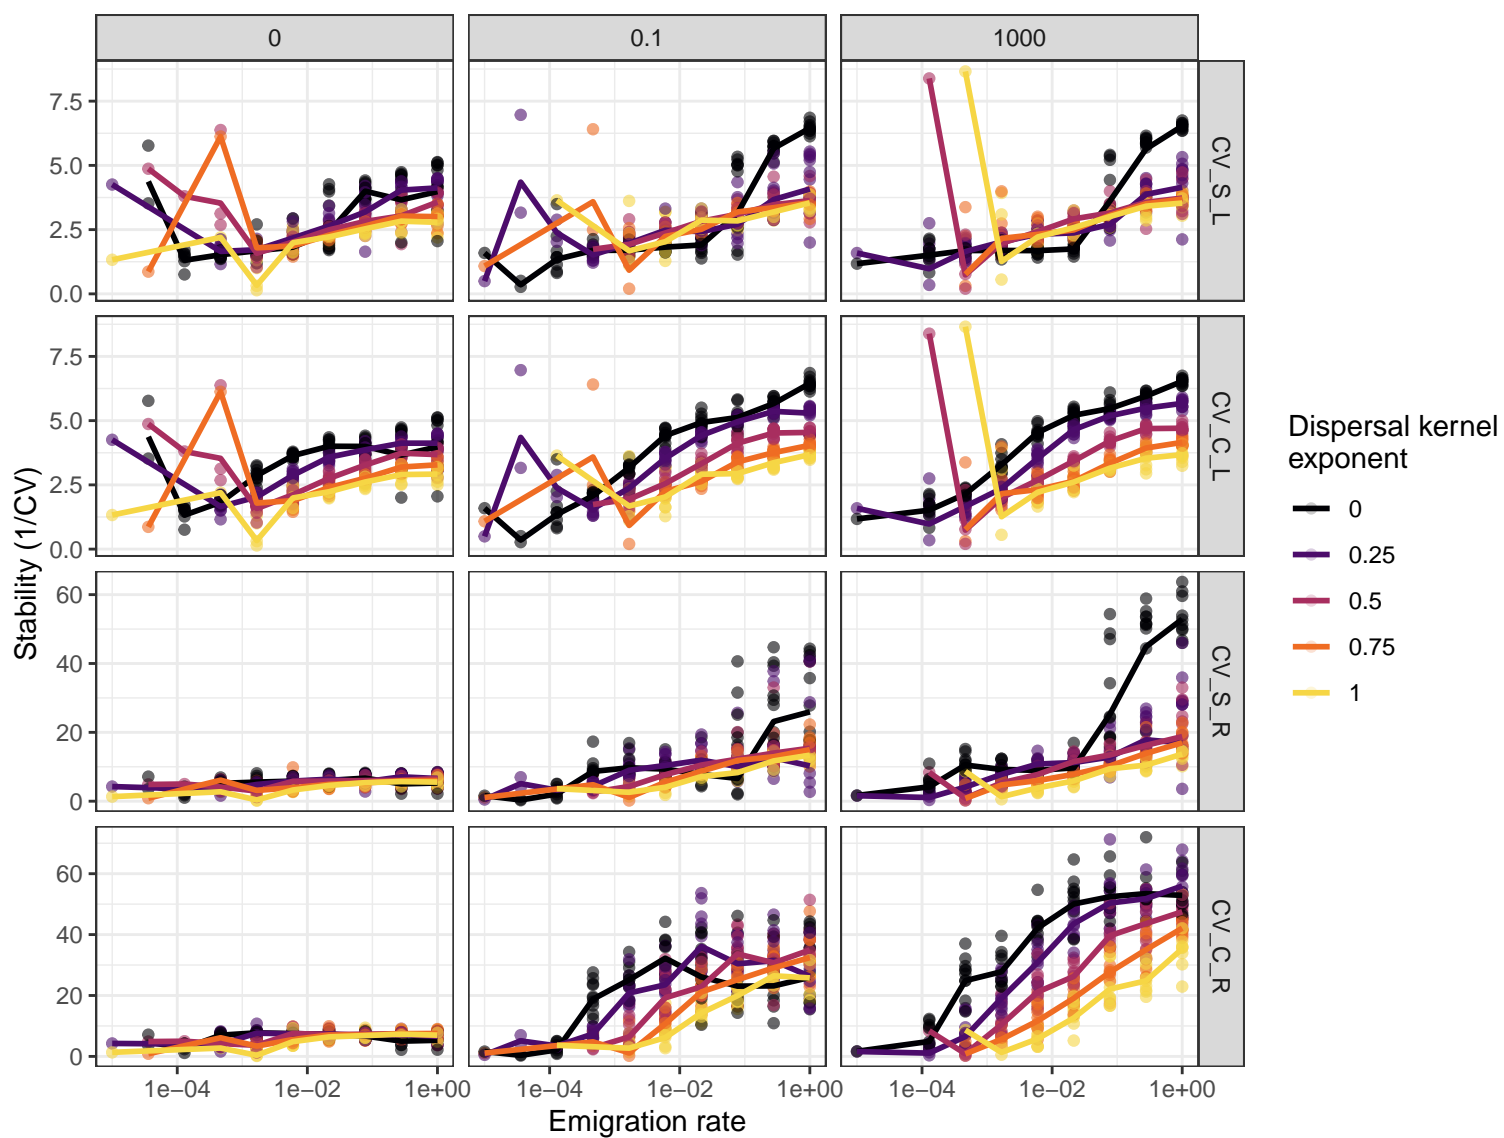 0
0.1
1000
7.5
5.0
2.5
0.0
CV_S_L
7.5
5.0
2.5
0.0
CV_C_L
60
40
20
0
CV_S_R
60
40
20
0
CV_C_R
1e−04
1e−02
1e+00
1e−04
1e−02
1e+00
1e−04
1e−02
1e+00
Emigration rate
Stability (1/CV)
Dispersal kernel
exponent
0
0.25
0.5
0.75
1